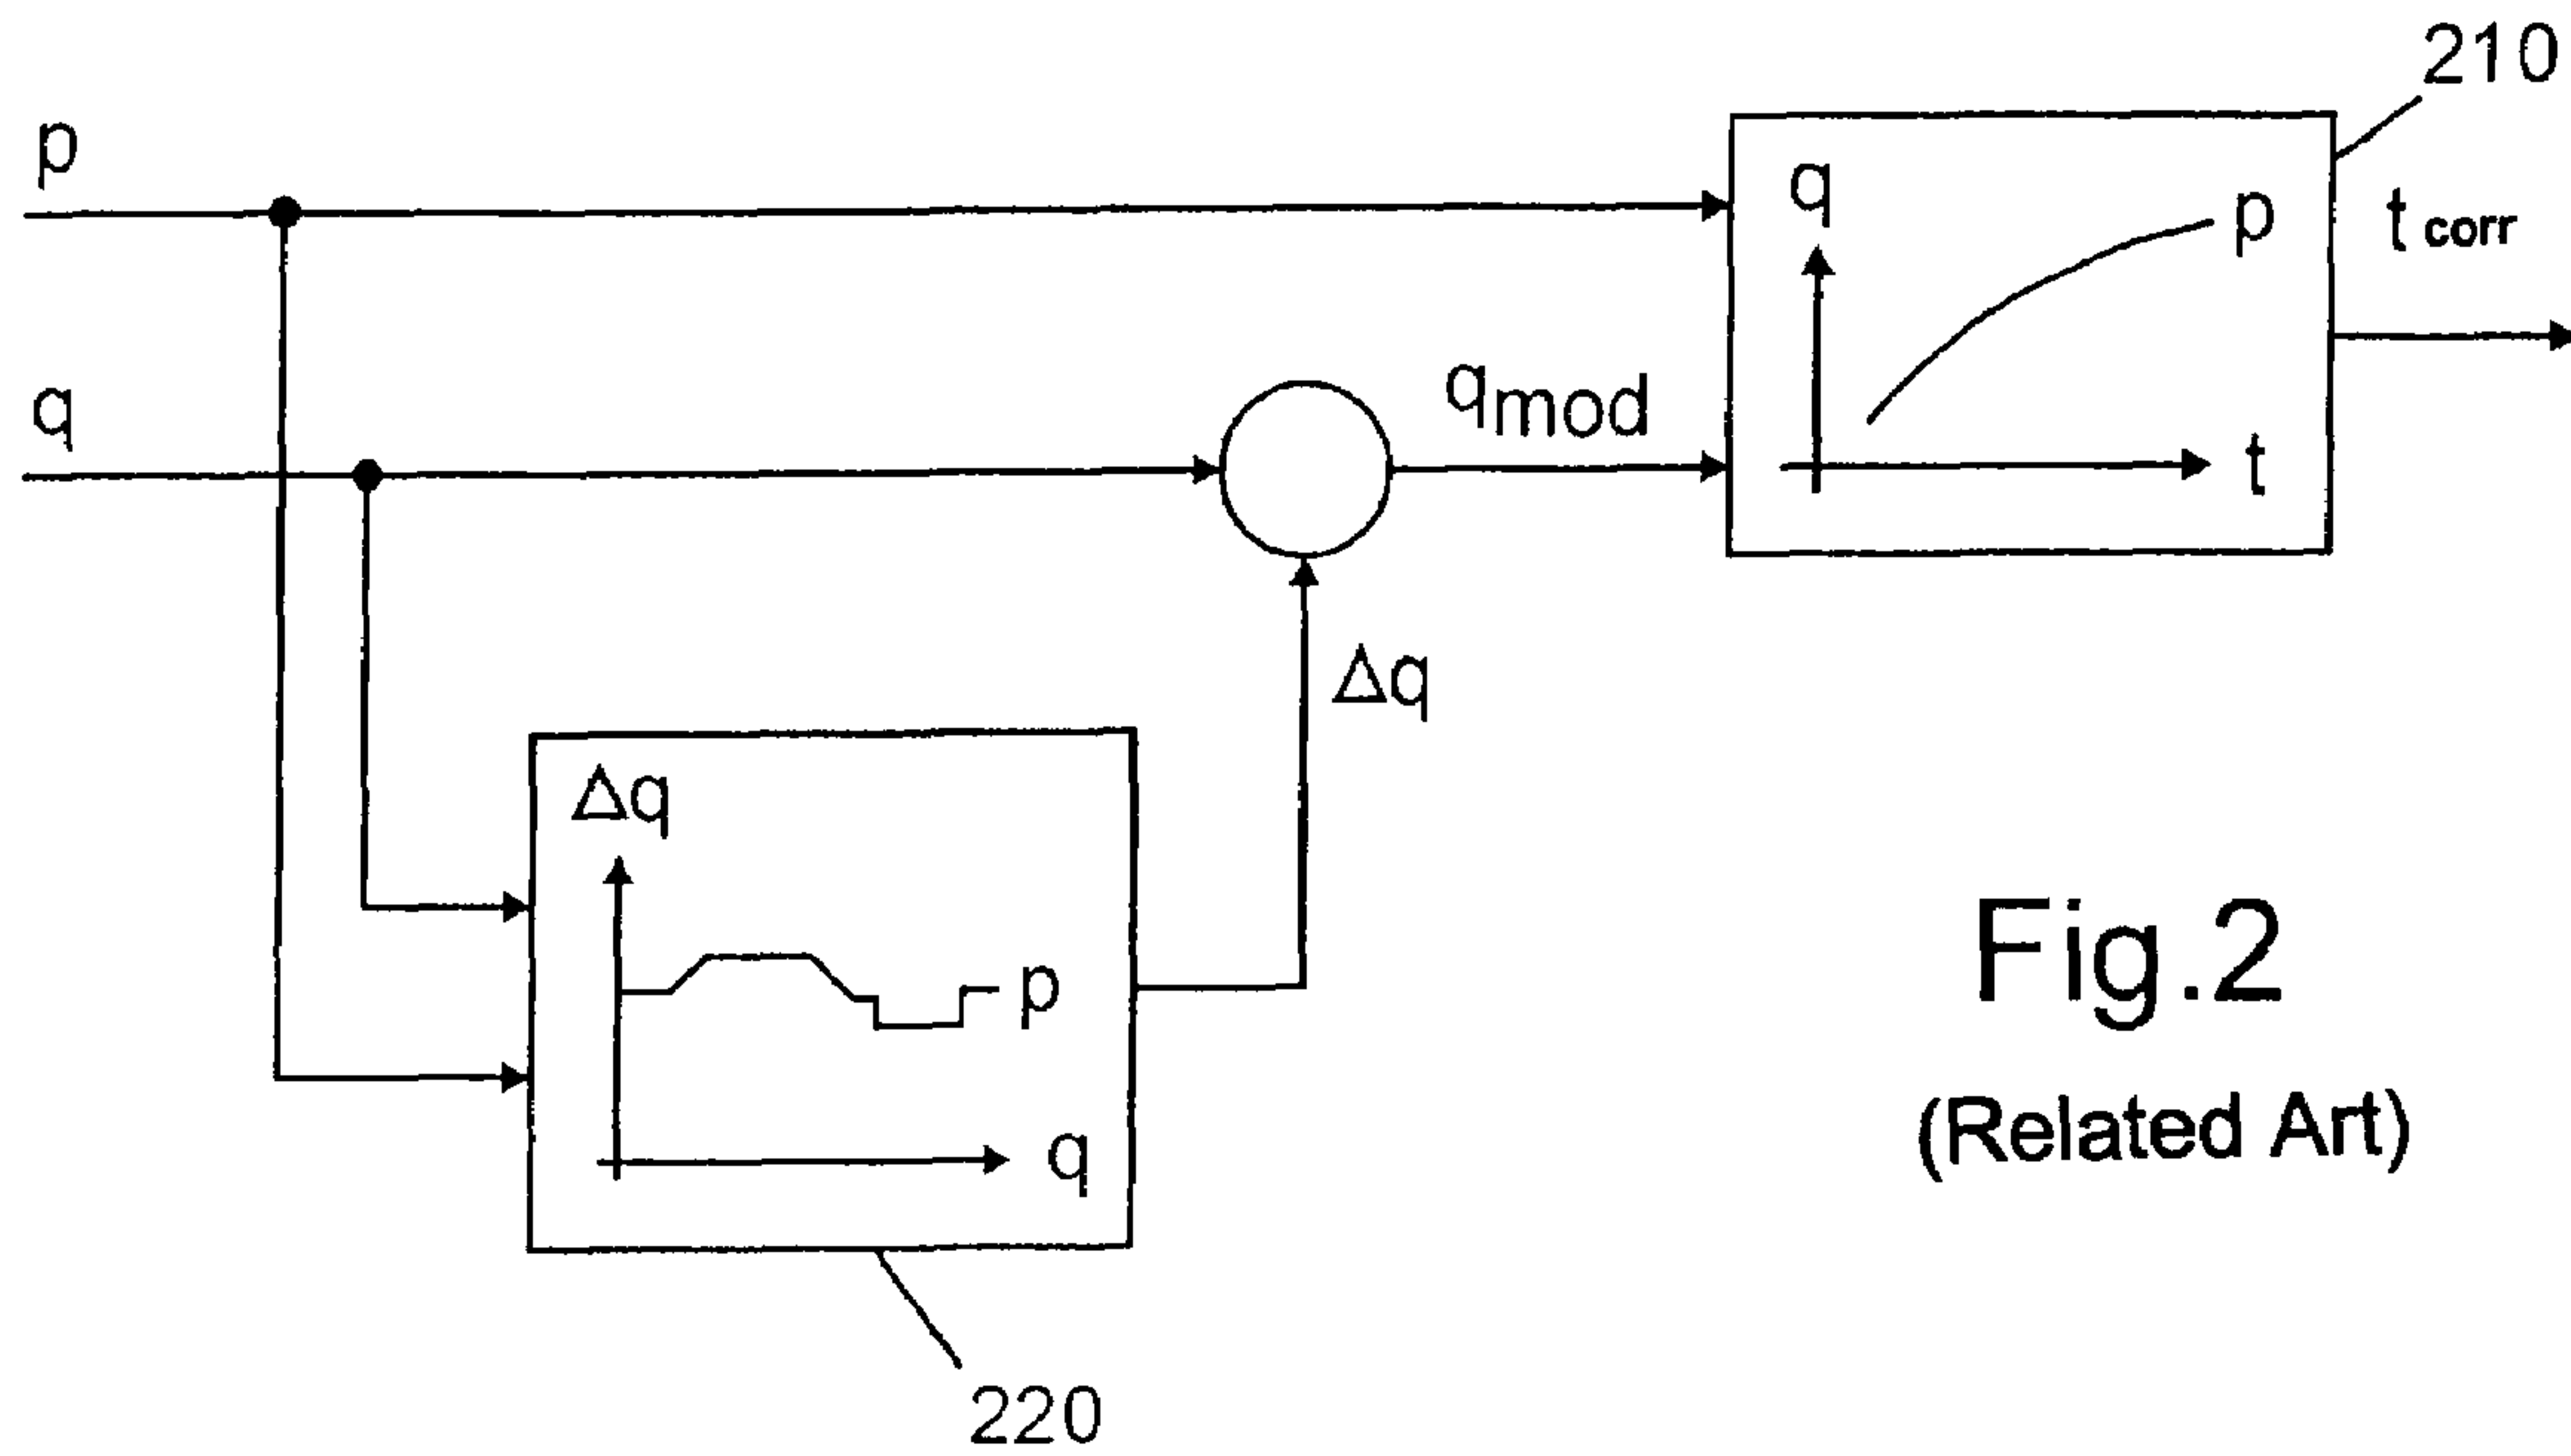 210
p
q
p
t corr
q
qmod
t
Δq
Δq
p
q
Fig.2
(Related Art)
220